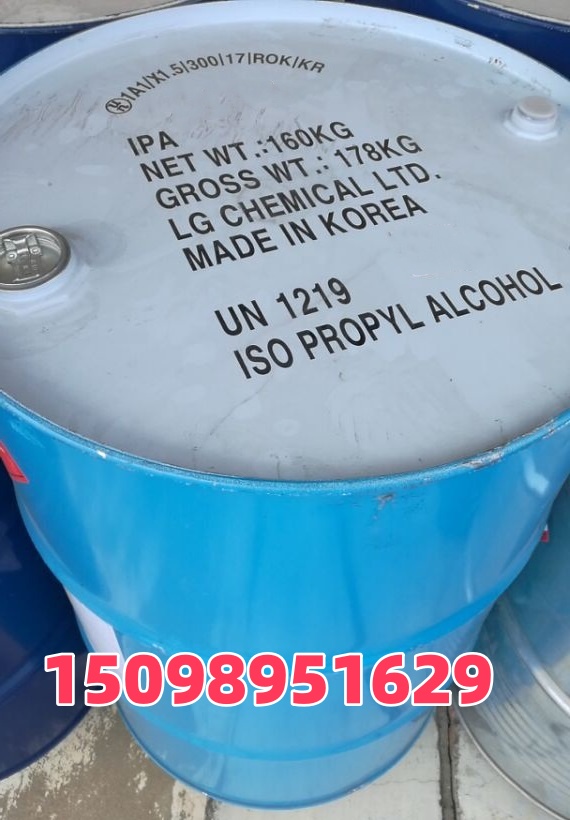 1A1/X1.5/300/17/ROK/KR
IPA
NET WT.:160KG
GROSS WT.: 178KG
LG CHEMICAL LTD.
MADE IN KOREA
UN 1219
ISO PROPYL ALCOHOL
15098951629